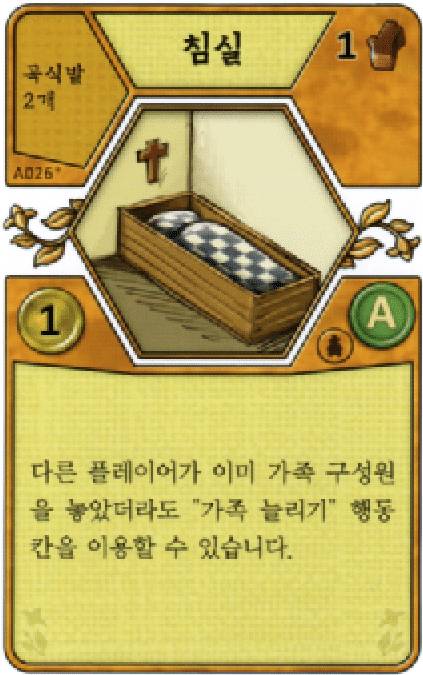 침실
1
곡식밭
2개
A026*
1
A
다른 플레이어가 이미 가족 구성원
을 놓았더라도 "가족 늘리기" 행동
칸을 이용할 수 있습니다.